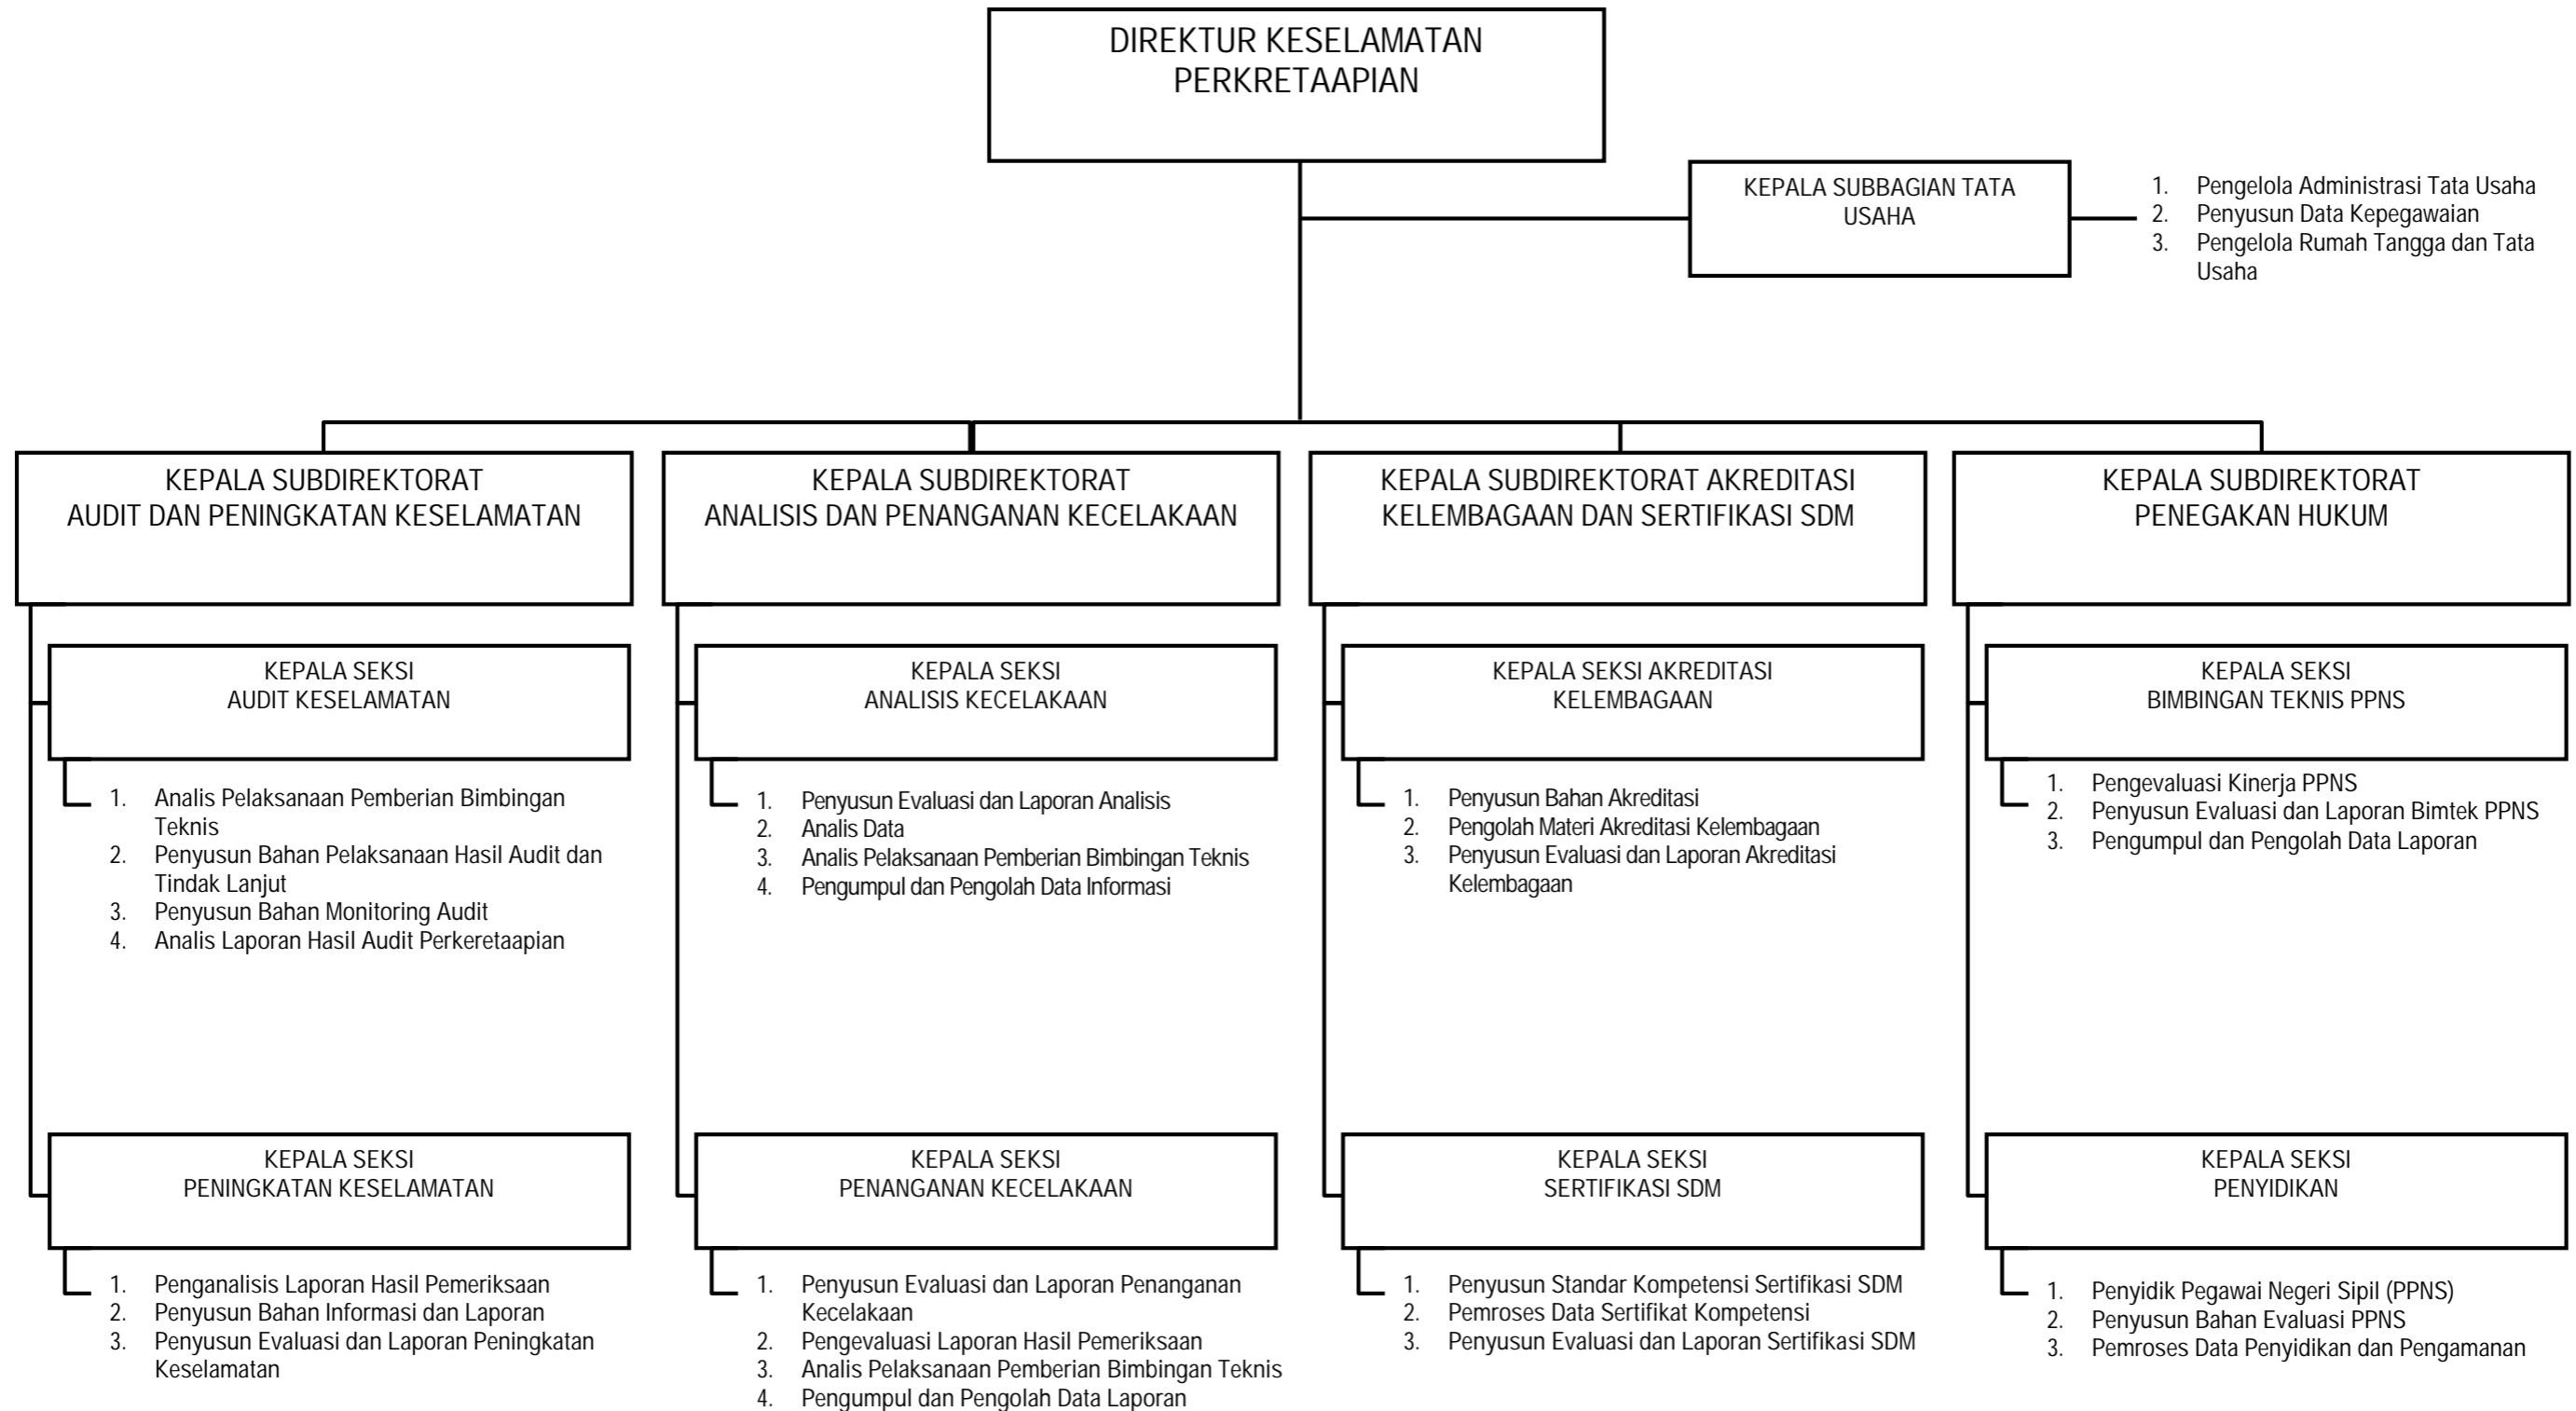 DIREKTUR KESELAMATAN
PERKRETAAPIAN
KEPALA SUBBAGIAN TATA
USAHA
1. Pengelola Administrasi Tata Usaha
2. Penyusun Data Kepegawaian
3. Pengelola Rumah Tangga dan Tata
Usaha
KEPALA SUBDIREKTORAT
AUDIT DAN PENINGKATAN KESELAMATAN
KEPALA SEKSI
AUDIT KESELAMATAN
1. Analis Pelaksanaan Pemberian Bimbingan
Teknis
2. Penyusun Bahan Pelaksanaan Hasil Audit dan
Tindak Lanjut
3. Penyusun Bahan Monitoring Audit
4. Analis Laporan Hasil Audit Perkeretaapian
KEPALA SEKSI
PENINGKATAN KESELAMATAN
1. Penganalisis Laporan Hasil Pemeriksaan
2. Penyusun Bahan Informasi dan Laporan
3. Penyusun Evaluasi dan Laporan Peningkatan
Keselamatan
KEPALA SUBDIREKTORAT
ANALISIS DAN PENANGANAN KECELAKAAN
KEPALA SEKSI
ANALISIS KECELAKAAN
1. Penyusun Evaluasi dan Laporan Analisis
2. Analis Data
3. Analis Pelaksanaan Pemberian Bimbingan Teknis
4. Pengumpul dan Pengolah Data Informasi
KEPALA SEKSI
PENANGANAN KECELAKAAN
1. Penyusun Evaluasi dan Laporan Penanganan
Kecelakaan
2. Pengevaluasi Laporan Hasil Pemeriksaan
3. Analis Pelaksanaan Pemberian Bimbingan Teknis
4. Pengumpul dan Pengolah Data Laporan
KEPALA SUBDIREKTORAT AKREDITASI
KELEMBAGAAN DAN SERTIFIKASI SDM
KEPALA SEKSI AKREDITASI
KELEMBAGAAN
1. Penyusun Bahan Akreditasi
2. Pengolah Materi Akreditasi Kelembagaan
3. Penyusun Evaluasi dan Laporan Akreditasi
Kelembagaan
KEPALA SEKSI
SERTIFIKASI SDM
1. Penyusun Standar Kompetensi Sertifikasi SDM
2. Pemroses Data Sertifikat Kompetensi
3. Penyusun Evaluasi dan Laporan Sertifikasi SDM
KEPALA SUBDIREKTORAT
PENEGAKAN HUKUM
KEPALA SEKSI
BIMBINGAN TEKNIS PPNS
1. Pengevaluasi Kinerja PPNS
2. Penyusun Evaluasi dan Laporan Bimtek PPNS
3. Pengumpul dan Pengolah Data Laporan
KEPALA SEKSI
PENYIDIKAN
1. Penyidik Pegawai Negeri Sipil (PPNS)
2. Penyusun Bahan Evaluasi PPNS
3. Pemroses Data Penyidikan dan Pengamanan